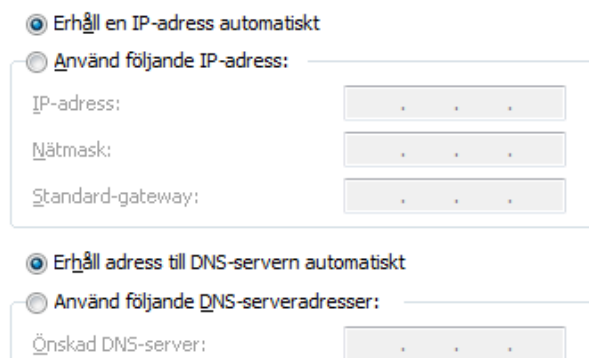 Erhåll en IP-adress automatiskt
Använd följande IP-adress:
IP-adress:
. . .
Nätmask:
. . .
Standard-gateway:
. . .
Erhåll adress till DNS-servern automatiskt
Använd följande DNS-serveradresser:
Önskad DNS-server:
. . .